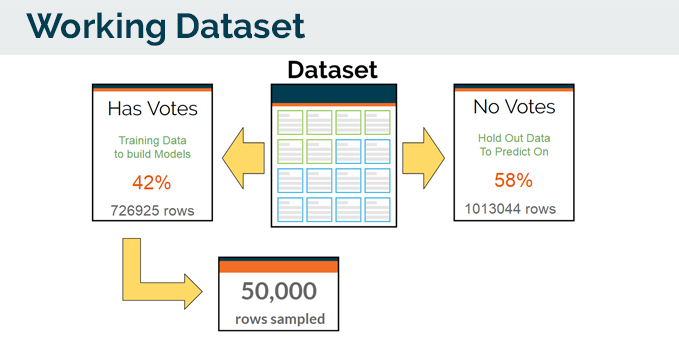 Working Dataset
Dataset
Has Votes
Training Data
to build Models
42%
726925 rows
No Votes
Hold Out Data
To Predict On
58%
1013044 rows
50,000
rows sampled